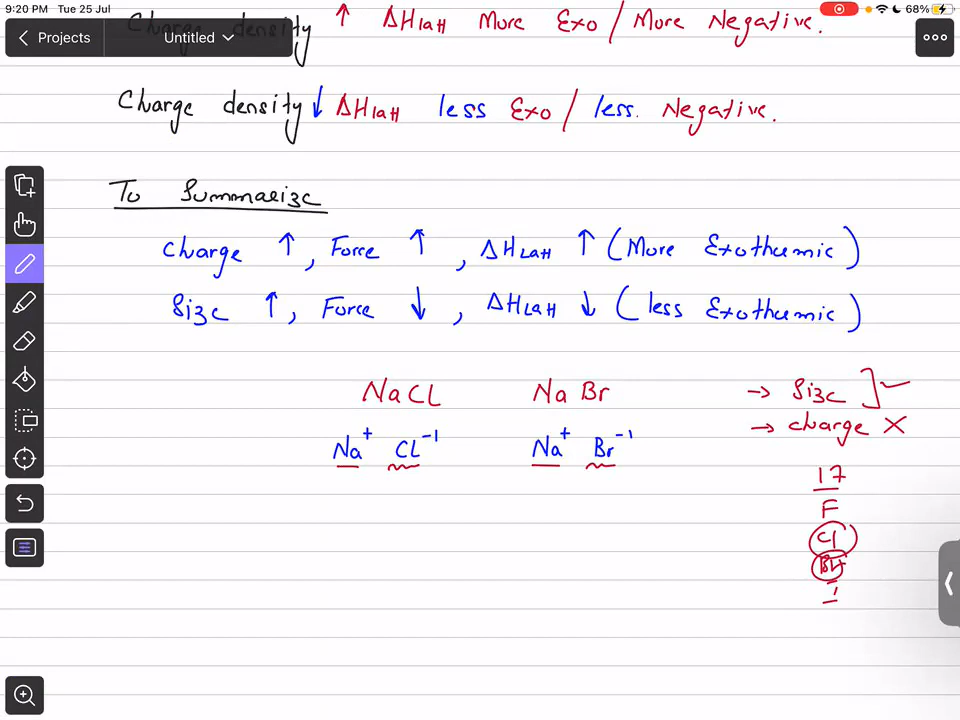 9:20 PM Tue 25 Jul 68%
Charge density ↑ ΔHLatt More Exo / More Negative.
Projects Untitled
Charge density ↓ ΔHLatt less Exo / less. Negative.
To Summarize
Charge ↑, Force ↑, ΔHLatt ↑ (More Exothermic)
Size ↑, Force ↓, ΔHLatt ↓ (less Exothermic)
NaCL NaBr → Size ] ✓
→ charge X
Na⁺ CL⁻¹ Na⁺ Br⁻¹
17
F
Cl
Br
I